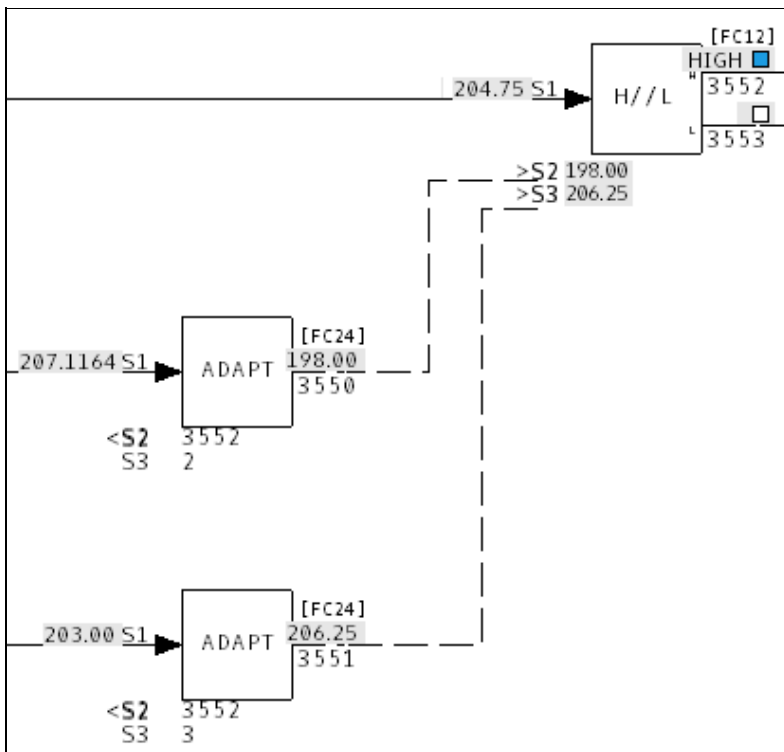 [FC12]
HIGH
204.75 S1
H//L
H
3552
L
3553
>S2 198.00
>S3 206.25
[FC24]
207.1164 S1
ADAPT
198.00
3550
<S2 3552
S3 2
[FC24]
203.00 S1
ADAPT
206.25
3551
<S2 3552
S3 3